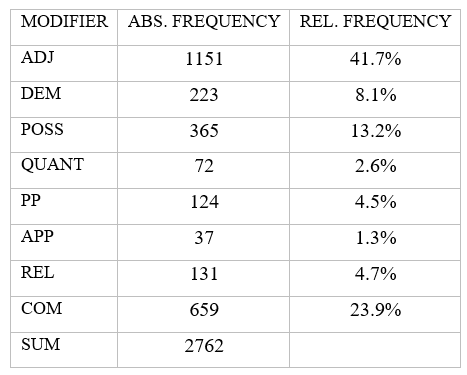 MODIFIER ABS. FREQUENCY REL. FREQUENCY
ADJ 1151 41.7%
DEM 223 8.1%
POSS 365 13.2%
QUANT 72 2.6%
PP 124 4.5%
APP 37 1.3%
REL 131 4.7%
COM 659 23.9%
SUM 2762